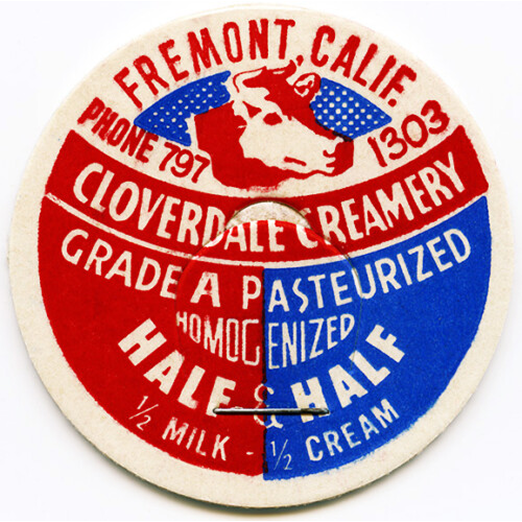 FREMONT, CALIF.
PHONE 797 1303
CLOVERDALE CREAMERY
GRADE A PASTEURIZED
HOMOGENIZED
HALF & HALF
½ MILK - ½ CREAM